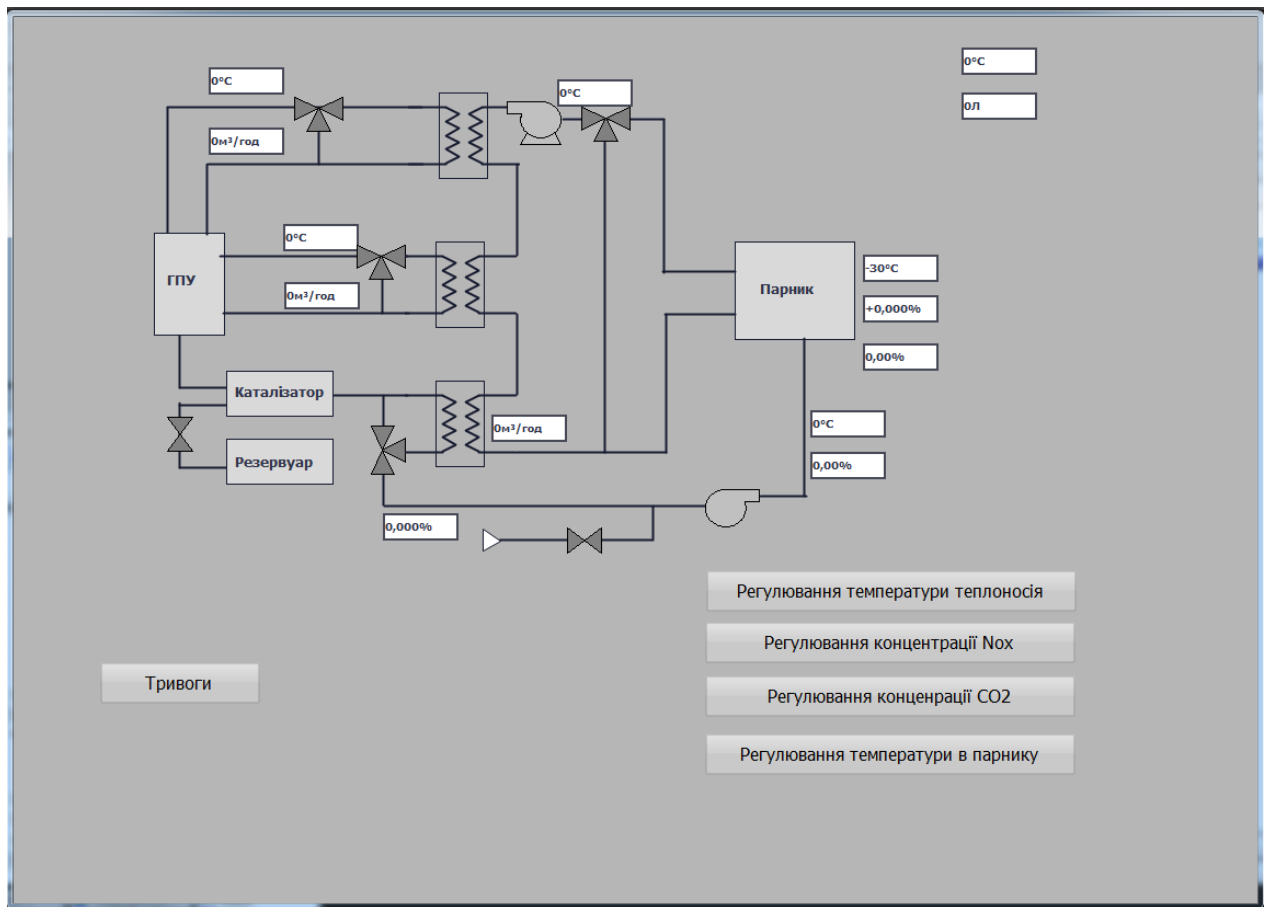 0°C
0Л
0°C
0°C
0м³/год
0°C
0м³/год
ГПУ
Парник
-30°C
+0,000%
0,00%
Каталізатор
Резервуар
0м³/год
0°C
0,00%
0,000%
Регулювання температури теплоносія
Регулювання концентрації Nox
Регулювання конценрації CO2
Регулювання температури в парнику
Тривоги